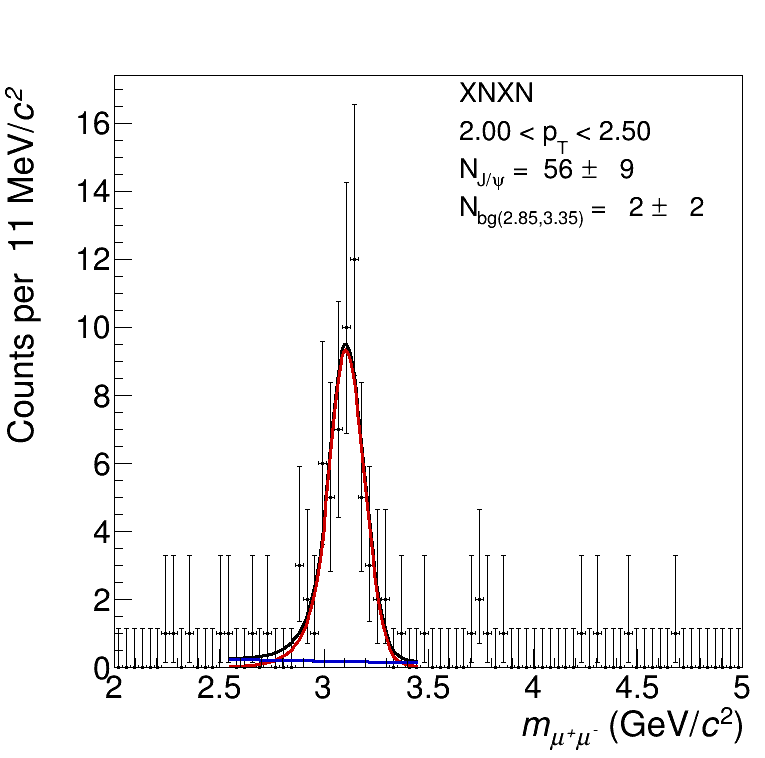 XNXN
2.00 < p_T < 2.50
N_J/ψ = 56 ± 9
N_bg(2.85,3.35) = 2 ± 2
Counts per 11 MeV/c²
16
14
12
10
8
6
4
2
0
2 2.5 3 3.5 4 4.5 5
m_μ⁺μ⁻ (GeV/c²)